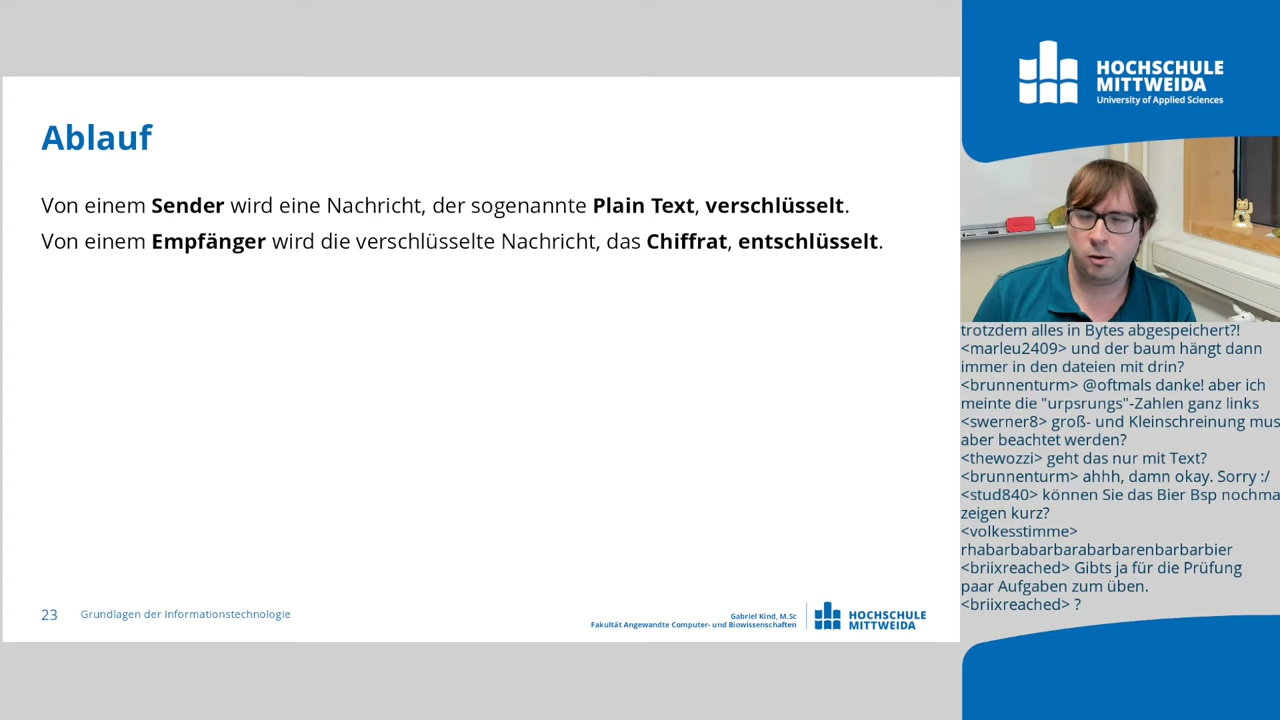 HOCHSCHULE
MITTWEIDA
University of Applied Sciences
Ablauf
Von einem Sender wird eine Nachricht, der sogenannte Plain Text, verschlüsselt.
Von einem Empfänger wird die verschlüsselte Nachricht, das Chiffrat, entschlüsselt.
23
Grundlagen der Informationstechnologie
Gabriel Kind, M.Sc
Fakultät Angewandte Computer- und Biowissenschaften
HOCHSCHULE
MITTWEIDA
trotzdem alles in Bytes abgespeichert?!
<marleu2409> und der baum hängt dann
immer in den dateien mit drin?
<brunnenturm> @oftmals danke! aber ich
meinte die "urpsrungs"-Zahlen ganz links
<swerner8> groß- und Kleinschreinung mus
aber beachtet werden?
<thewozzi> geht das nur mit Text?
<brunnenturm> ahhh, damn okay. Sorry :/
<stud840> können Sie das Bier Bsp nochma
zeigen kurz?
<volkesstimme>
rhabarbabarbarabarbarenbarbarbier
<briixreached> Gibts ja für die Prüfung
paar Aufgaben zum üben.
<briixreached> ?